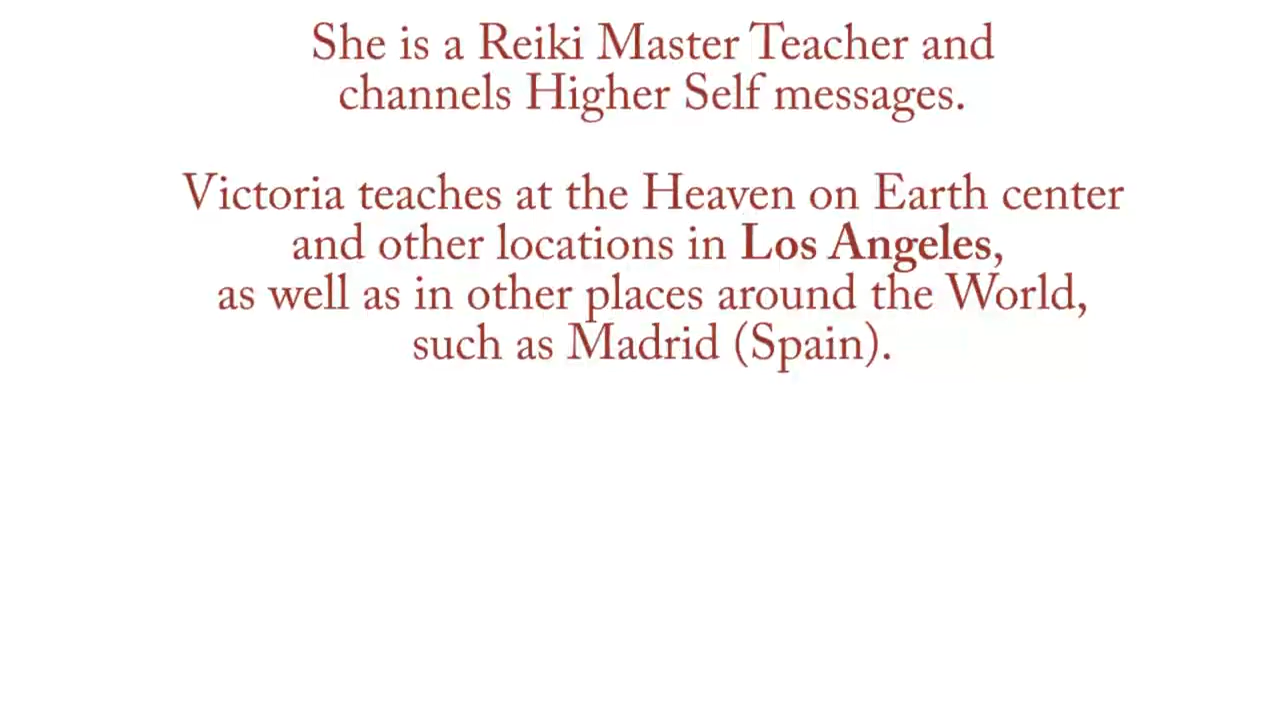 She is a Reiki Master Teacher and
channels Higher Self messages.
Victoria teaches at the Heaven on Earth center
and other locations in Los Angeles,
as well as in other places around the World,
such as Madrid (Spain).